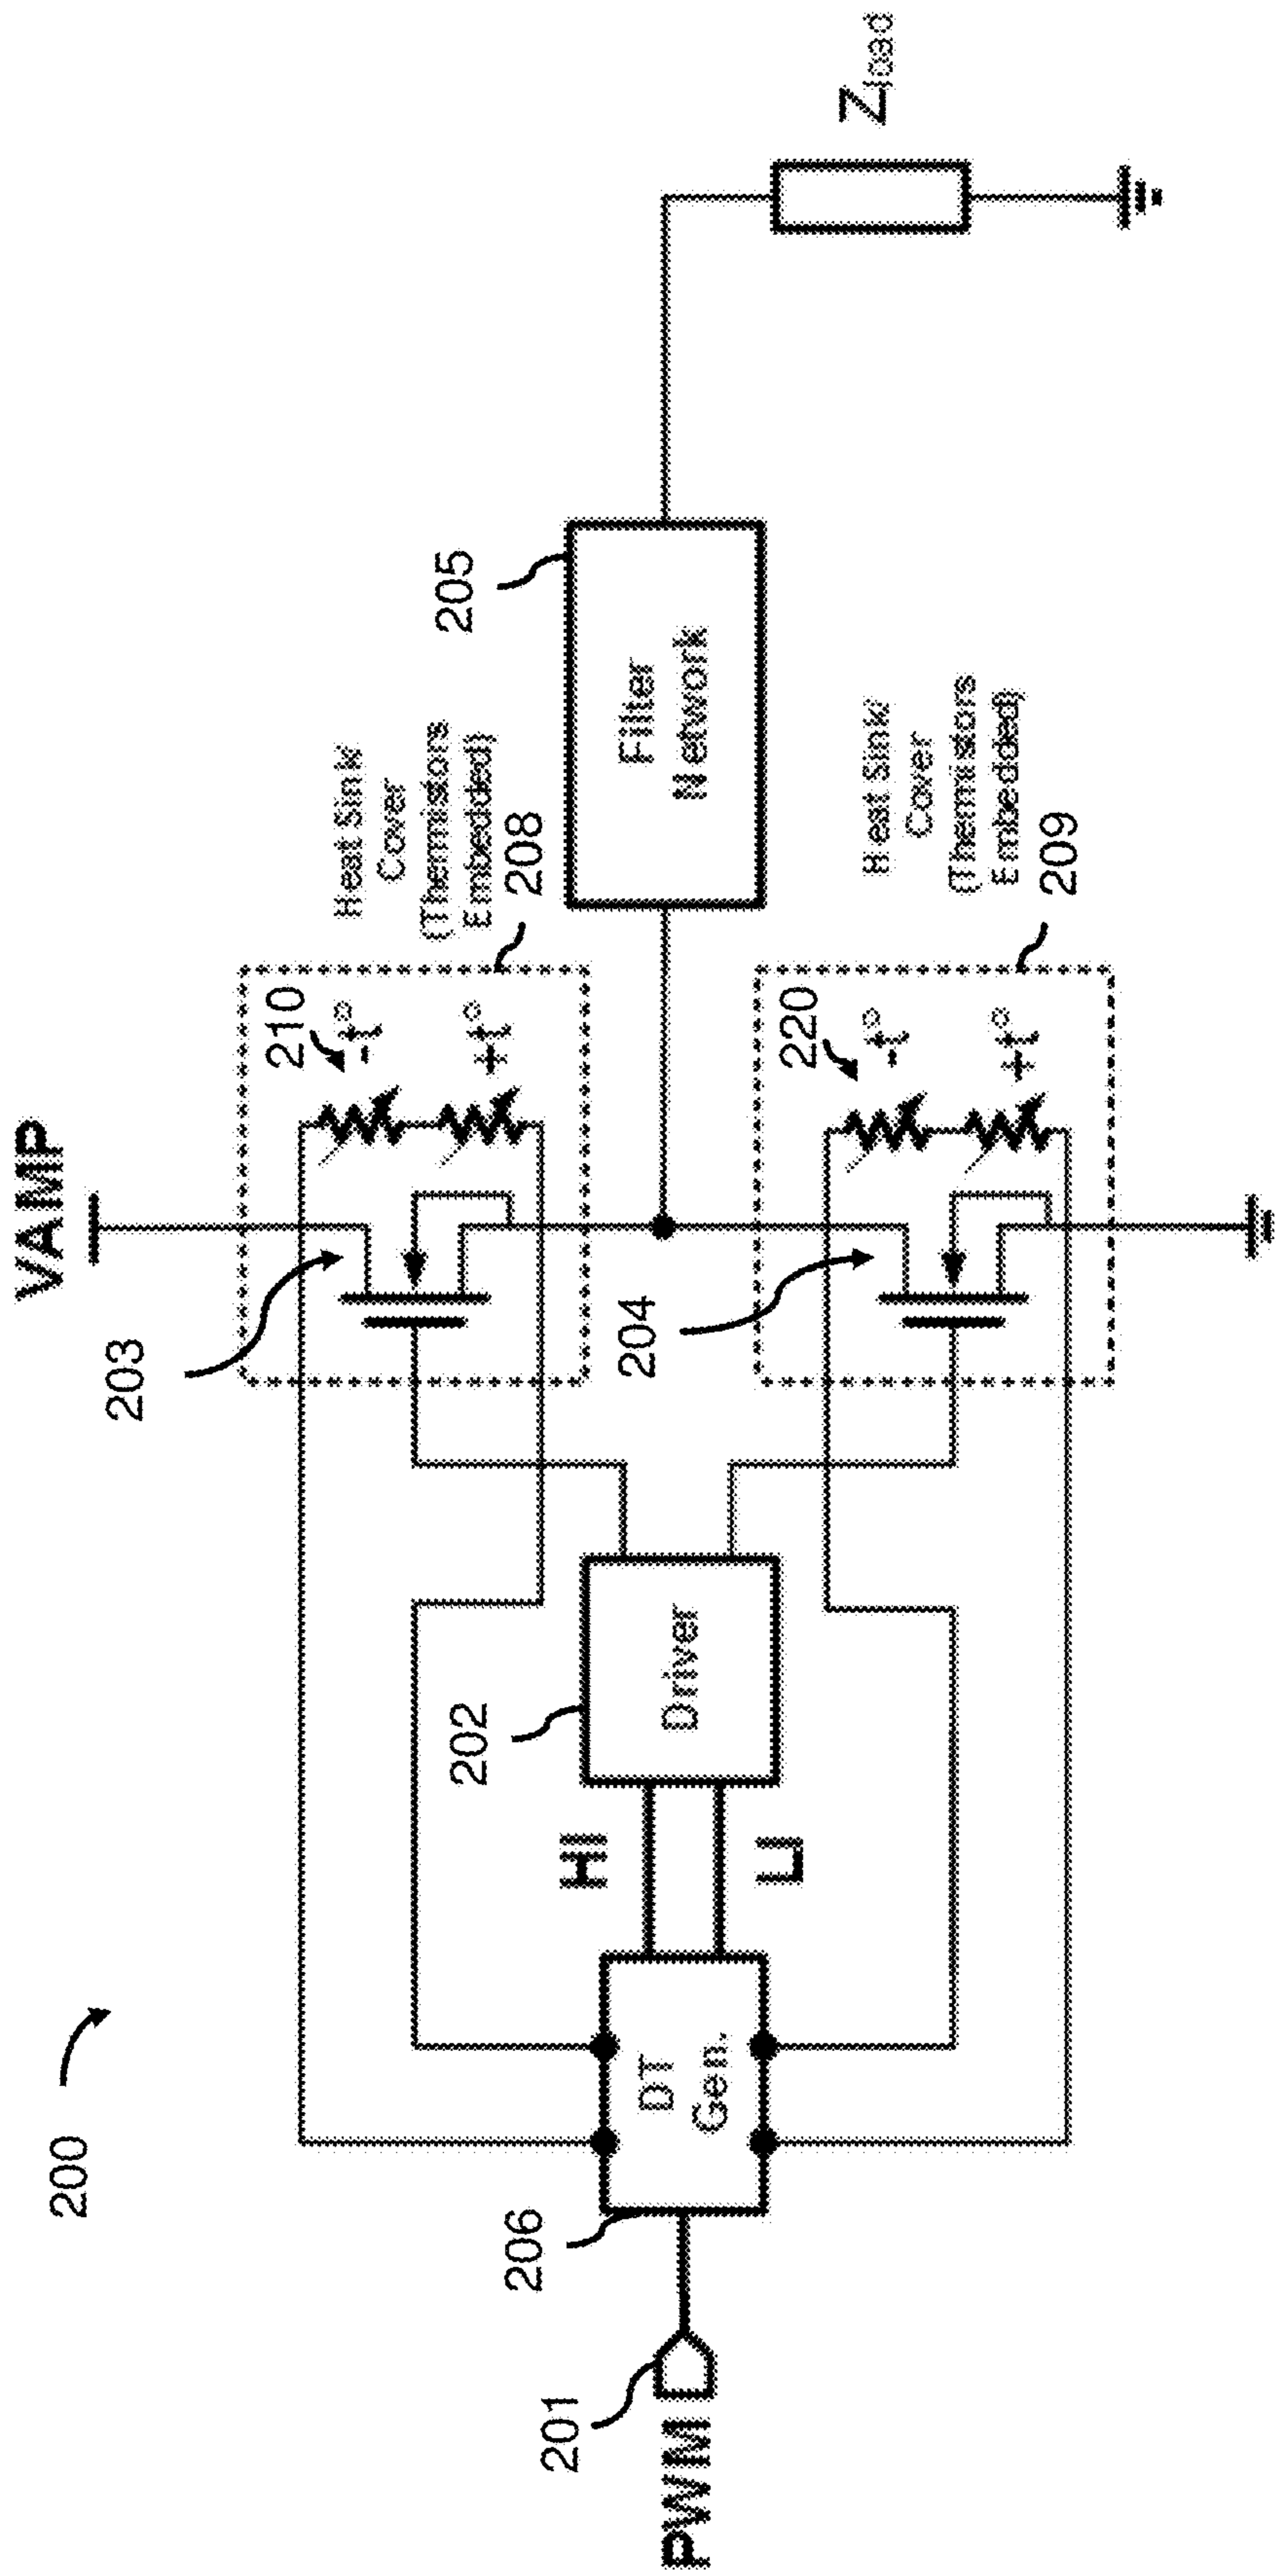 200
VAMP
203
210
-t°
+t°
Heat Sink/
Cover
(Thermistors
Embedded)
208
205
Filter
Network
Zload
PWM
201
206
DT
Gen.
HI
LI
202
Driver
204
220
-t°
+t°
Heat Sink/
Cover
(Thermistors
Embedded)
209